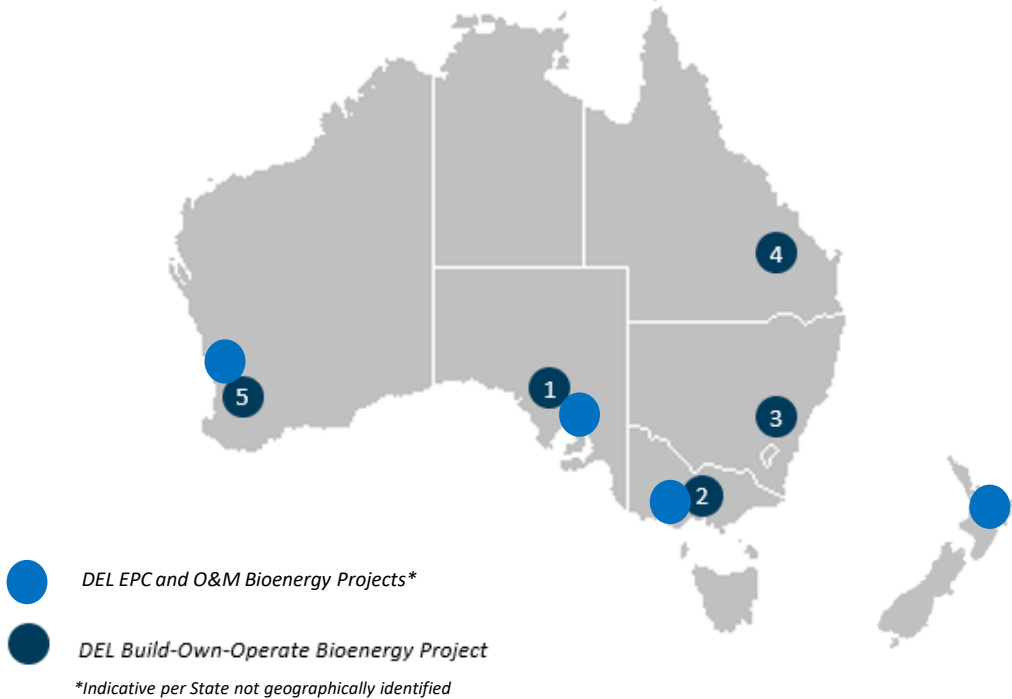 4
5
1
3
2
DEL EPC and O&M Bioenergy Projects*
DEL Build-Own-Operate Bioenergy Project
*Indicative per State not geographically identified